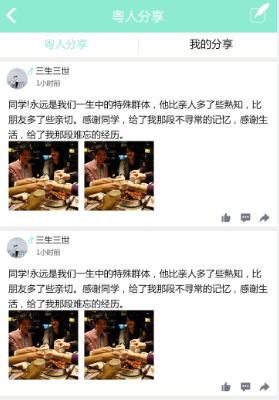 粤人分享
粤人分享 我的分享
三生三世
1小时前
同学!永远是我们一生中的特殊群体，他比亲人多了些熟知，比
朋友多了些亲切。感谢同学，给了我那段不寻常的记忆，感谢生
活，给了我那段难忘的经历。
三生三世
1小时前
同学!永远是我们一生中的特殊群体，他比亲人多了些熟知，比
朋友多了些亲切。感谢同学，给了我那段不寻常的记忆，感谢生
活，给了我那段难忘的经历。